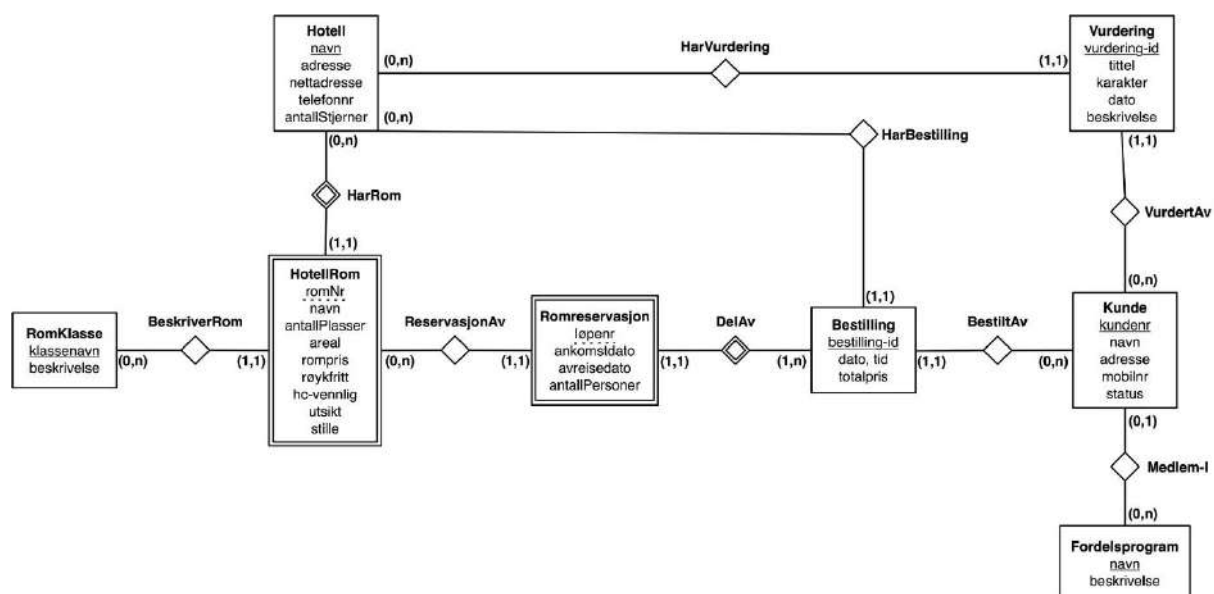 Hotell
navn
adresse
nettadresse
telefonnr
antallStjerner
(0,n)
HarVurdering
(1,1)
Vurdering
vurdering-id
tittel
karakter
dato
beskrivelse
(0,n)
HarBestilling
(0,n)
(1,1)
HarRom
VurdertAv
(1,1)
(0,n)
HotellRom
romNr
navn
antallPlasser
areal
rompris
røykfritt
hc-vennlig
utsikt
stille
RomKlasse
klassenavn
beskrivelse
(0,n)
BeskriverRom
(1,1)
(0,n)
ReservasjonAv
(1,1)
Romreservasjon
løpenr
ankomstdato
avreisedato
antallPersoner
(1,1)
DelAv
(1,n)
(1,1)
Bestilling
bestilling-id
dato, tid
totalpris
(1,1)
BestiltAv
(0,n)
Kunde
kundenr
navn
adresse
mobilnr
status
(0,1)
Medlem-I
(0,n)
Fordelsprogram
navn
beskrivelse